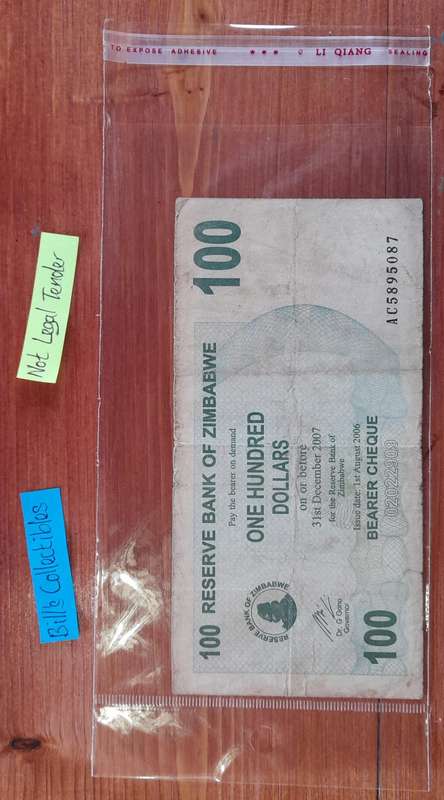 TO EXPOSE ADHESIVE *** LI QIANG SEALING
Not Legal Tender
Bill's Collectibles
100 RESERVE BANK OF ZIMBABWE 100
Pay the bearer on demand
ONE HUNDRED
DOLLARS
on or before
31st December 2007
for the Reserve Bank of
Zimbabwe
Issue date: 1st August 2006
BEARER CHEQUE
RESERVE BANK OF ZIMBABWE
Dr. G Gono
Governor
100
AC5895087